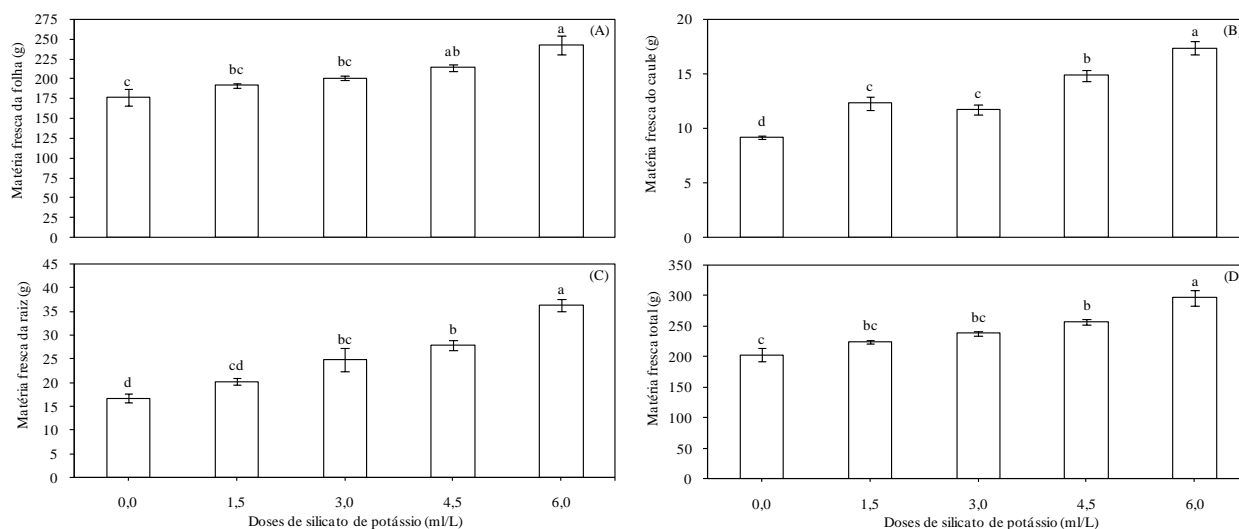 (A)
Matéria fresca da folha (g)
275
250
225
200
175
150
125
100
75
50
25
0
c
bc
bc
ab
a
(B)
Matéria fresca do caule (g)
20
15
10
5
0
d
c
c
b
a
(C)
Matéria fresca da raiz (g)
45
40
35
30
25
20
15
10
5
0
d
cd
bc
b
a
0,0 1,5 3,0 4,5 6,0
Doses de silicato de potássio (ml/L)
(D
Matéria fresca total (g)
350
300
250
200
150
100
50
0
c
bc
bc
b
a
0,0 1,5 3,0 4,5 6,0
Doses de silicato de potássio (ml/L)